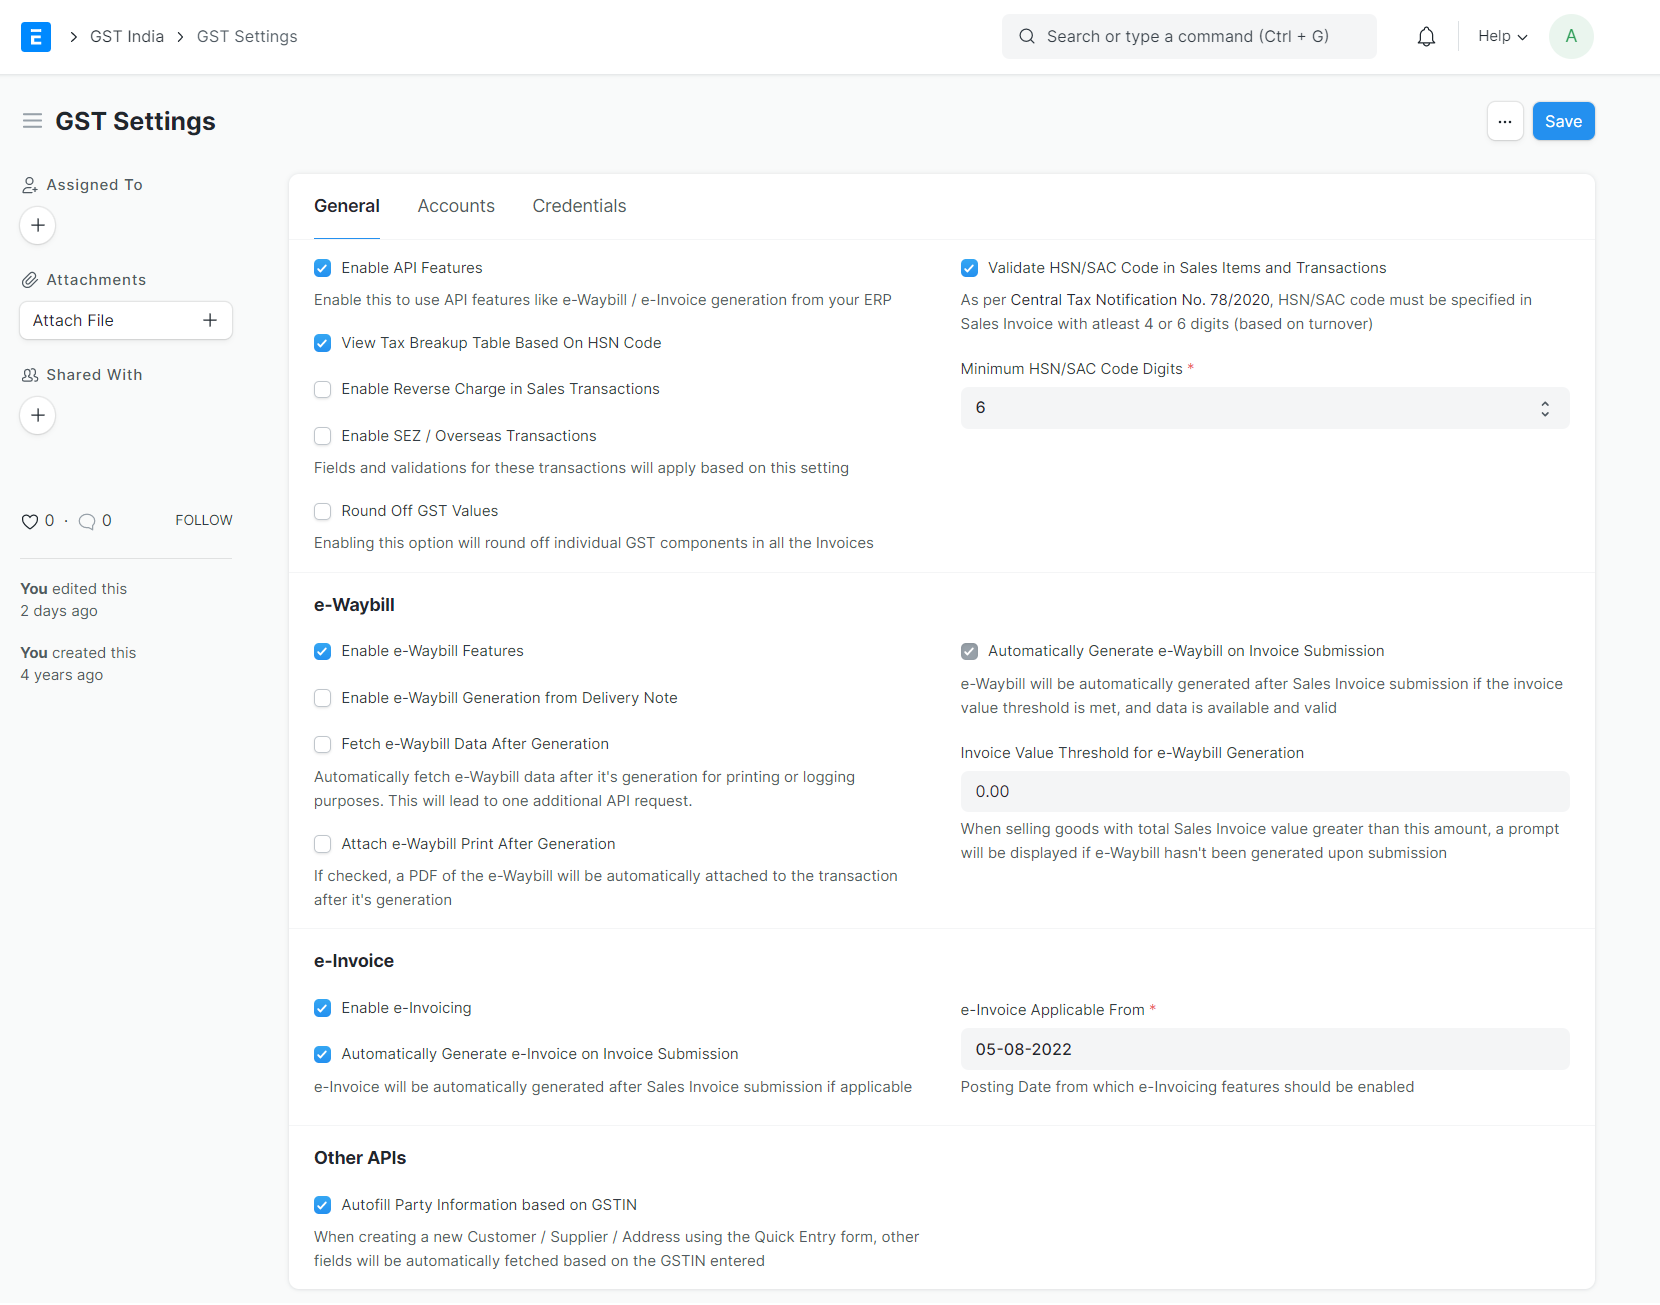 E
GST India
GST Settings
Search or type a command (Ctrl + G)
Help
A
GST Settings
...
Save
Assigned To
Attachments
Attach File
Shared With
0 · 0
FOLLOW
You edited this
2 days ago
You created this
4 years ago
General
Accounts
Credentials
Enable API Features
Enable this to use API features like e-Waybill / e-Invoice generation from your ERP
View Tax Breakup Table Based On HSN Code
Enable Reverse Charge in Sales Transactions
Enable SEZ / Overseas Transactions
Fields and validations for these transactions will apply based on this setting
Round Off GST Values
Enabling this option will round off individual GST components in all the Invoices
Validate HSN/SAC Code in Sales Items and Transactions
As per Central Tax Notification No. 78/2020, HSN/SAC code must be specified in
Sales Invoice with atleast 4 or 6 digits (based on turnover)
Minimum HSN/SAC Code Digits *
6
e-Waybill
Enable e-Waybill Features
Enable e-Waybill Generation from Delivery Note
Fetch e-Waybill Data After Generation
Automatically fetch e-Waybill data after it's generation for printing or logging
purposes. This will lead to one additional API request.
Attach e-Waybill Print After Generation
If checked, a PDF of the e-Waybill will be automatically attached to the transaction
after it's generation
Automatically Generate e-Waybill on Invoice Submission
e-Waybill will be automatically generated after Sales Invoice submission if the invoice
value threshold is met, and data is available and valid
Invoice Value Threshold for e-Waybill Generation
0.00
When selling goods with total Sales Invoice value greater than this amount, a prompt
will be displayed if e-Waybill hasn't been generated upon submission
e-Invoice
Enable e-Invoicing
Automatically Generate e-Invoice on Invoice Submission
e-Invoice will be automatically generated after Sales Invoice submission if applicable
e-Invoice Applicable From *
05-08-2022
Posting Date from which e-Invoicing features should be enabled
Other APIs
Autofill Party Information based on GSTIN
When creating a new Customer / Supplier / Address using the Quick Entry form, other
fields will be automatically fetched based on the GSTIN entered